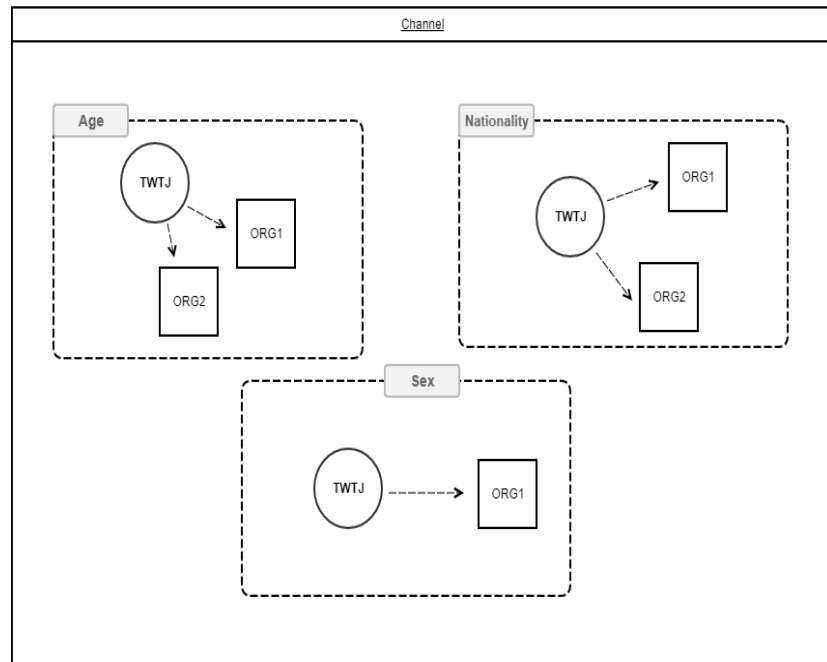 Channel
Age
TWTJ
ORG1
ORG2
Nationality
ORG1
TWTJ
ORG2
Sex
TWTJ
ORG1